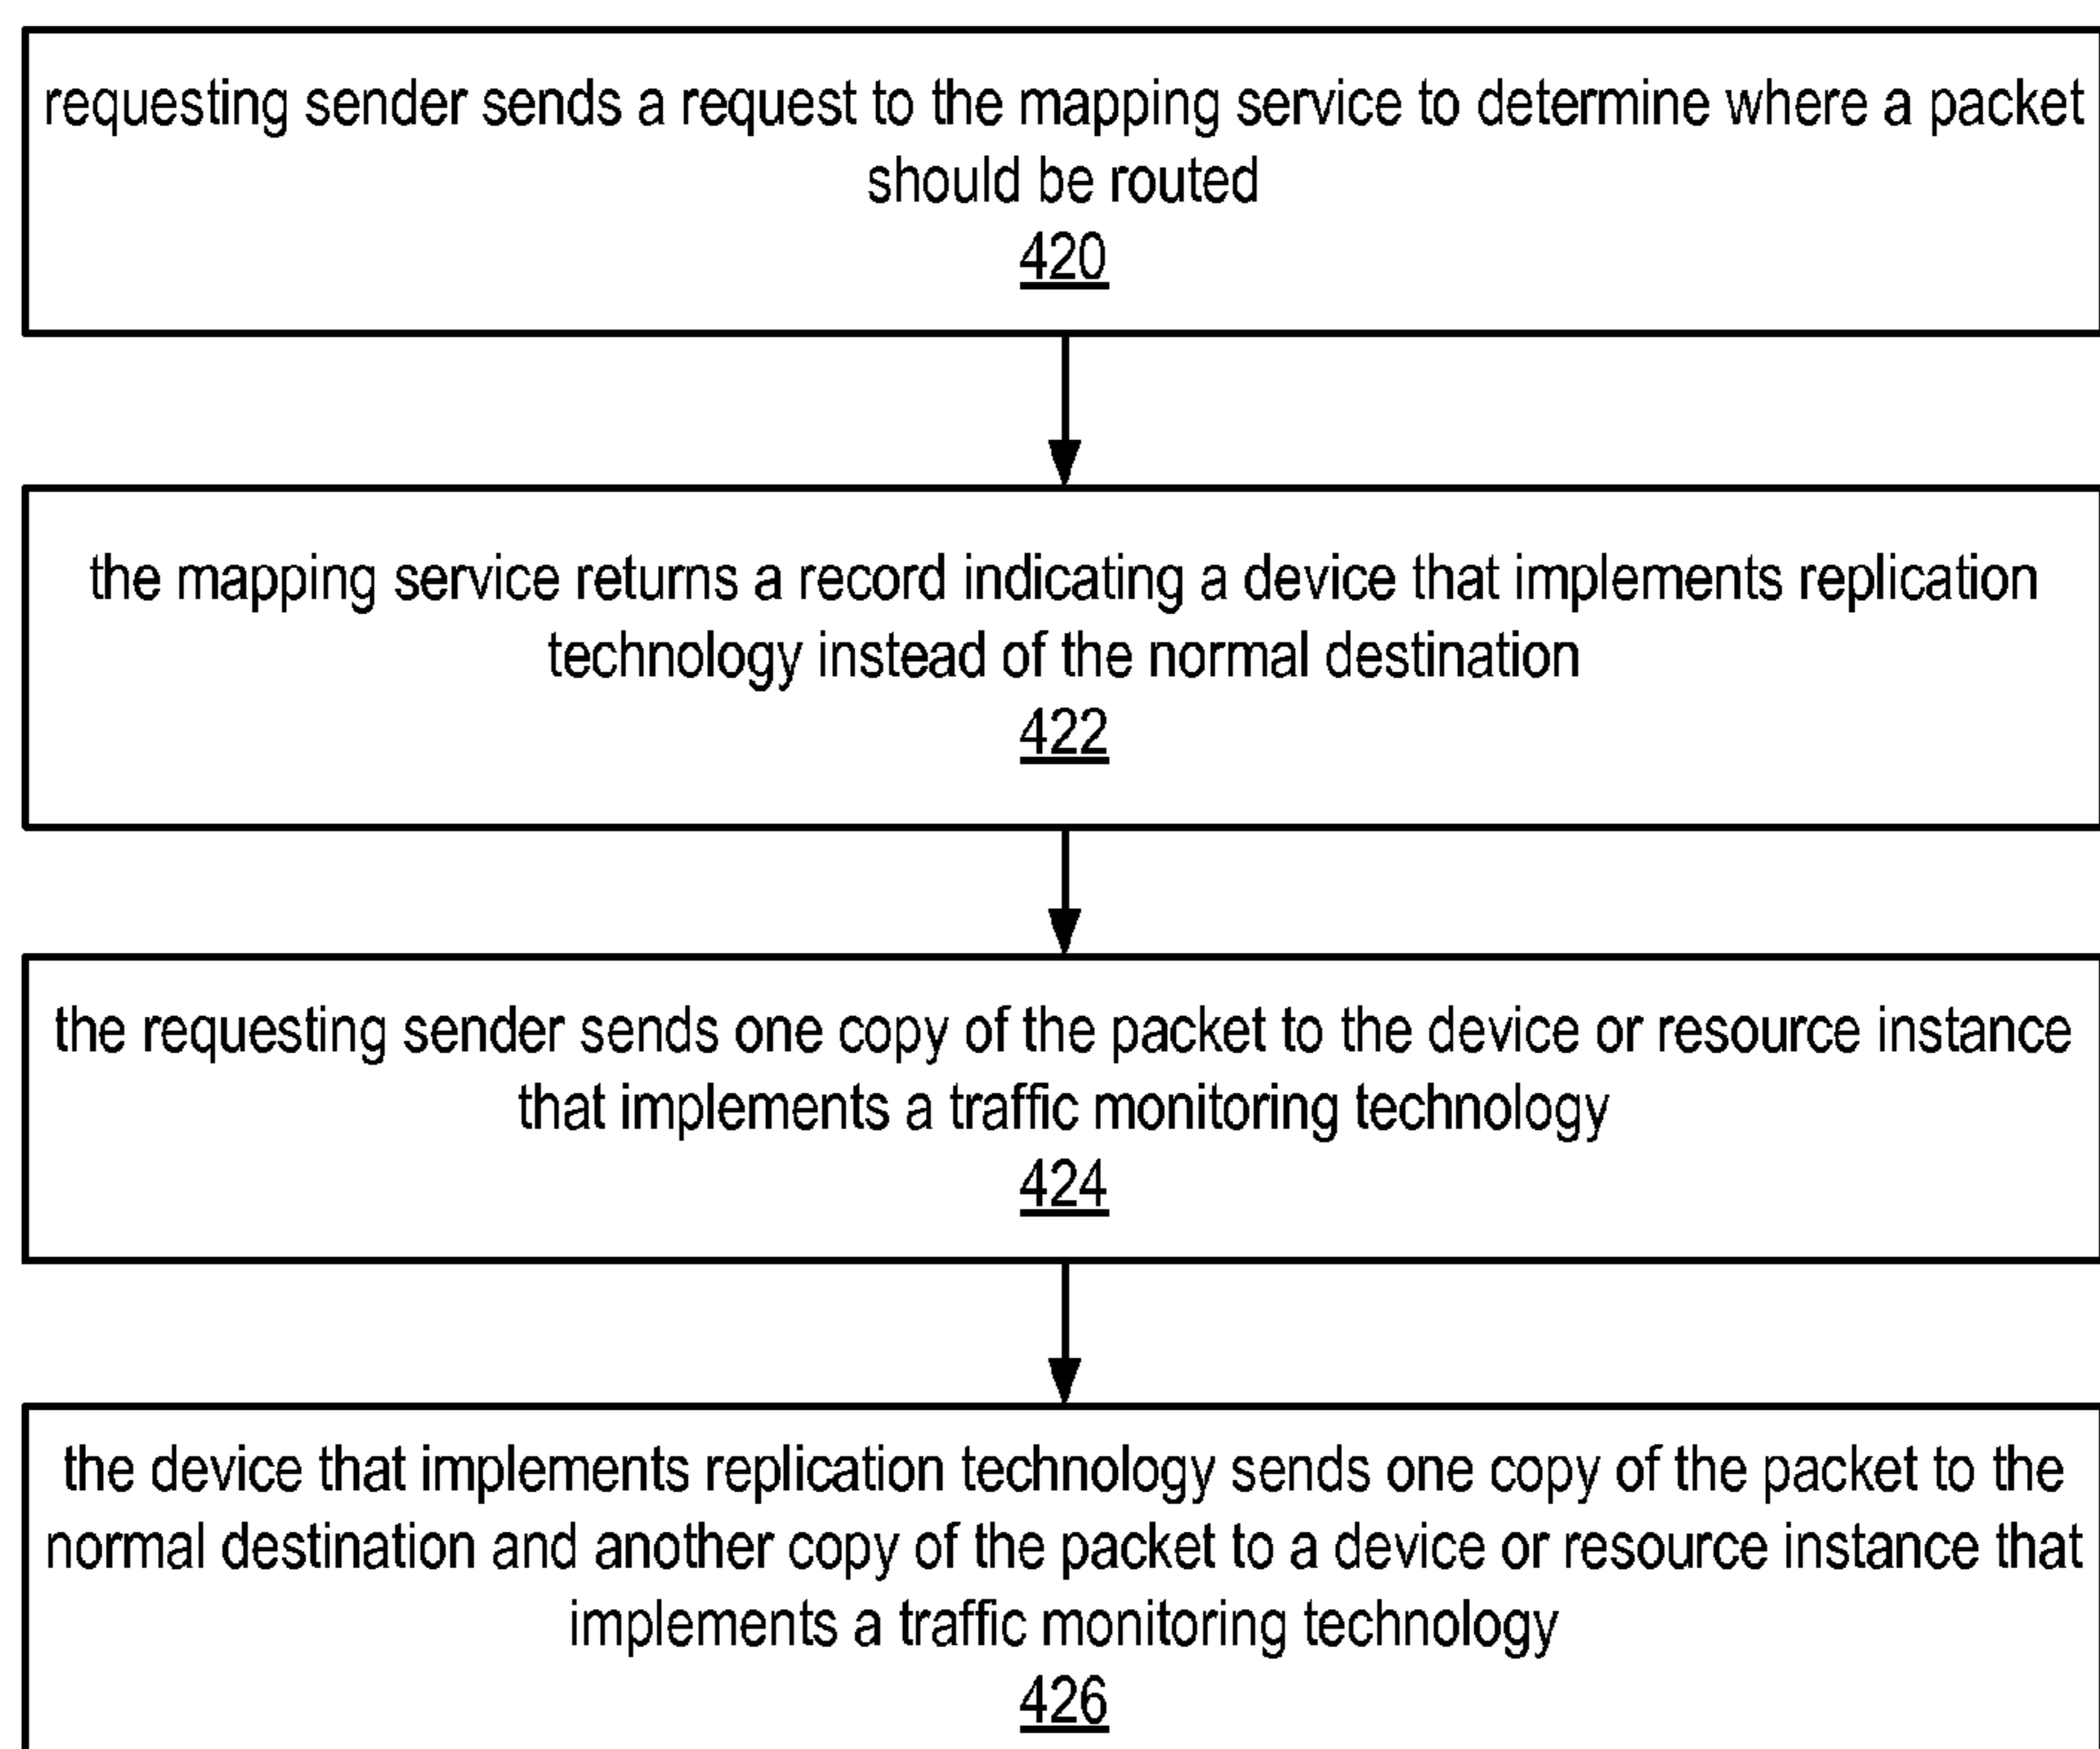 requesting sender sends a request to the mapping service to determine where a packet
should be routed
420
the mapping service returns a record indicating a device that implements replication
technology instead of the normal destination
422
the requesting sender sends one copy of the packet to the device or resource instance
that implements a traffic monitoring technology
424
the device that implements replication technology sends one copy of the packet to the
normal destination and another copy of the packet to a device or resource instance that
implements a traffic monitoring technology
426